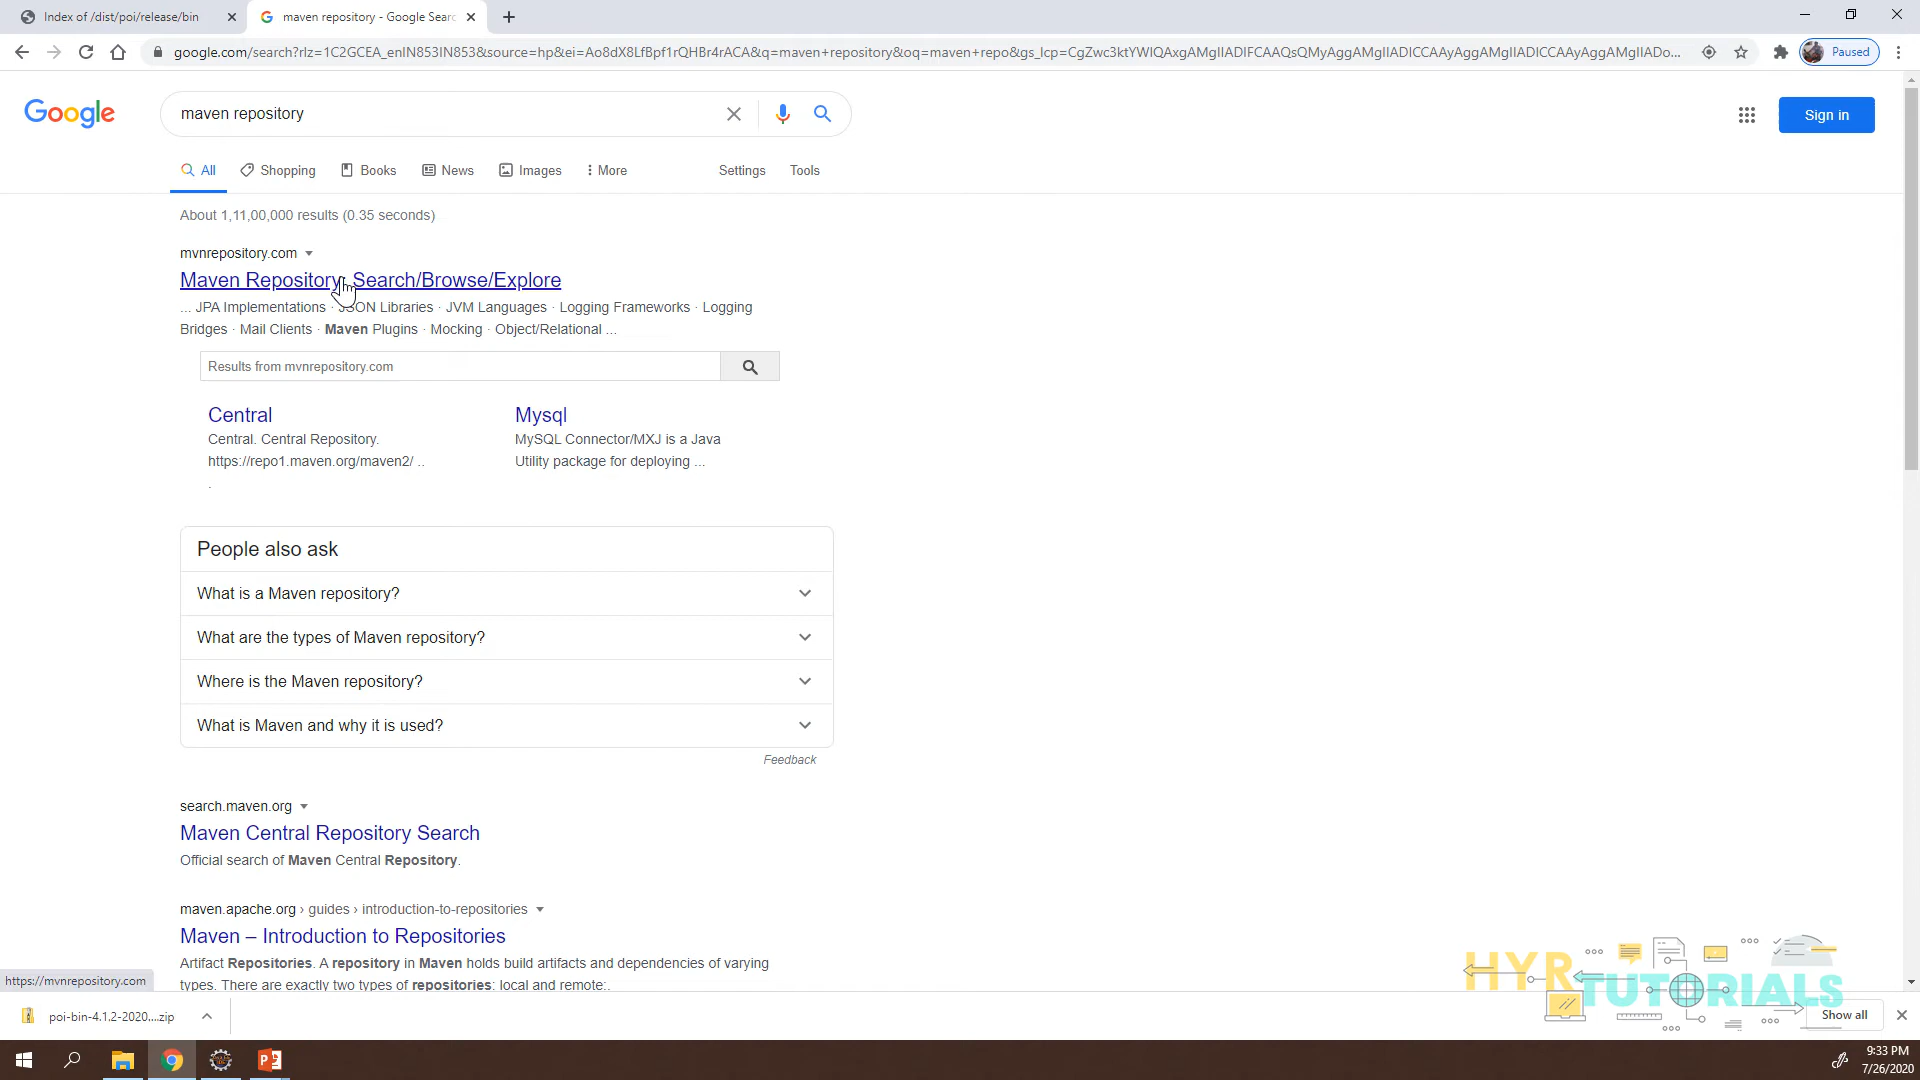 Index of /dist/poi/release/bin
maven repository - Google Sear
google.com/search?rlz=1C2GCEA_enIN853IN853&source=hp&ei=Ao8dX8LfBpf1rQHBr4rACA&q=maven+repository&oq=maven+repo&gs_lcp=CgZwc3ktYWIQAxgAMgIIADIFCAAQsQMyAggAMgIIADICCAAyAggAMgIIADICCAAyAggAMgIIADo...
Paused
Google
maven repository
Sign in
All
Shopping
Books
News
Images
More
Settings
Tools
About 1,11,00,000 results (0.35 seconds)
mvnrepository.com
Maven Repository: Search/Browse/Explore
... JPA Implementations · JSON Libraries · JVM Languages · Logging Frameworks · Logging
Bridges · Mail Clients · Maven Plugins · Mocking · Object/Relational ...
Results from mvnrepository.com
Central
Central. Central Repository.
https://repo1.maven.org/maven2/ ..
.
Mysql
MySQL Connector/MXJ is a Java
Utility package for deploying ...
People also ask
What is a Maven repository?
What are the types of Maven repository?
Where is the Maven repository?
What is Maven and why it is used?
Feedback
search.maven.org
Maven Central Repository Search
Official search of Maven Central Repository.
maven.apache.org › guides › introduction-to-repositories
Maven – Introduction to Repositories
Artifact Repositories. A repository in Maven holds build artifacts and dependencies of varying
types. There are exactly two types of repositories: local and remote:.
https://mvnrepository.com
HYR TUTORIALS
poi-bin-4.1.2-2020....zip
Show all
9:33 PM
7/26/2020